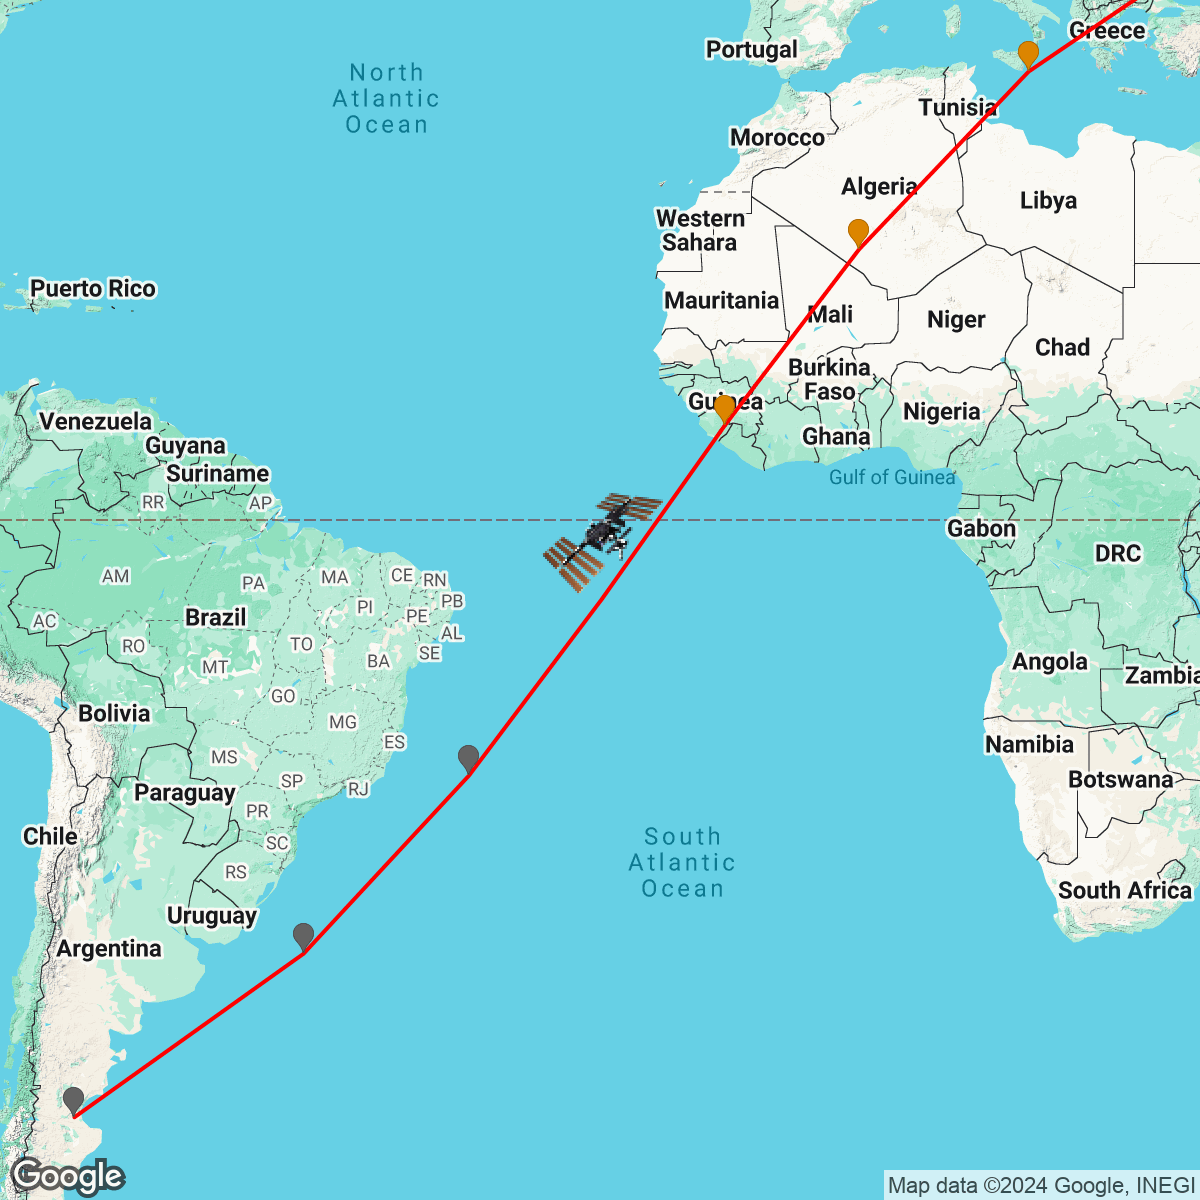 Greece
Portugal
North
Atlantic
Ocean
Tunisia
Morocco
Algeria
Libya
Western
Sahara
Puerto Rico
Mauritania
Mali
Niger
Chad
Burkina
Faso
Guinea
Nigeria
Venezuela
Ghana
Guyana
Suriname
Gulf of Guinea
RR
AP
Gabon
DRC
AM
PA
MA
CE
RN
PI
PB
AC
Brazil
PE
AL
RO
TO
SE
MT
BA
Angola
Zambia
GO
Bolivia
MG
ES
Namibia
MS
SP
RJ
Botswana
Paraguay
PR
Chile
SC
South
Atlantic
Ocean
RS
South Africa
Uruguay
Argentina
Google
Map data ©2024 Google, INEGI